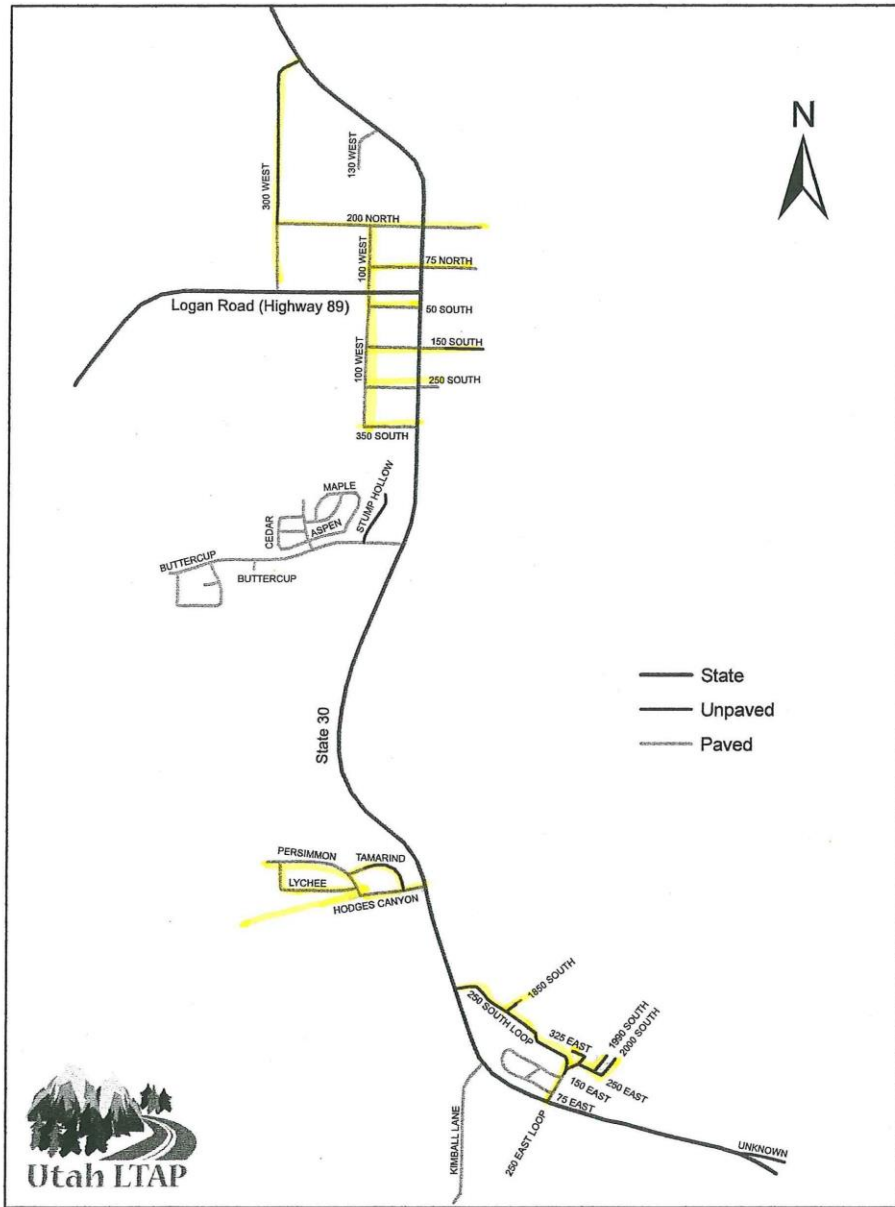 N
130 WEST
300 WEST
200 NORTH
100 WEST
75 NORTH
Logan Road (Highway 89)
50 SOUTH
150 SOUTH
100 WEST
250 SOUTH
350 SOUTH
STUMP HOLLOW
MAPLE
CEDAR
ASPEN
BUTTERCUP
BUTTERCUP
State
Unpaved
Paved
State 30
PERSIMMON
TAMARIND
LYCHEE
HODGES CANYON
1850 SOUTH
250 SOUTH LOOP
325 EAST
1990 SOUTH
2000 SOUTH
250 EAST
150 EAST
75 EAST
250 EAST LOOP
KIMBALL LANE
UNKNOWN
Utah LTAP